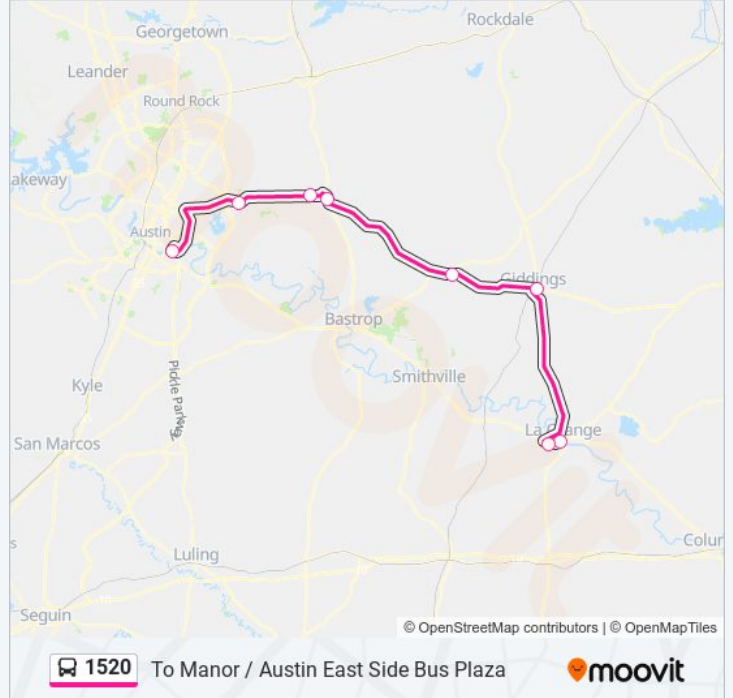 Rockdale
Georgetown
Leander
Round Rock
akeway
Austin
Giddings
Bastrop
Smithville
Kyle
Pickle Parkway
La Grange
San Marcos
s
Colur
Luling
Seguin
© OpenStreetMap contributors | © OpenMapTiles
1520 To Manor / Austin East Side Bus Plaza
moovit